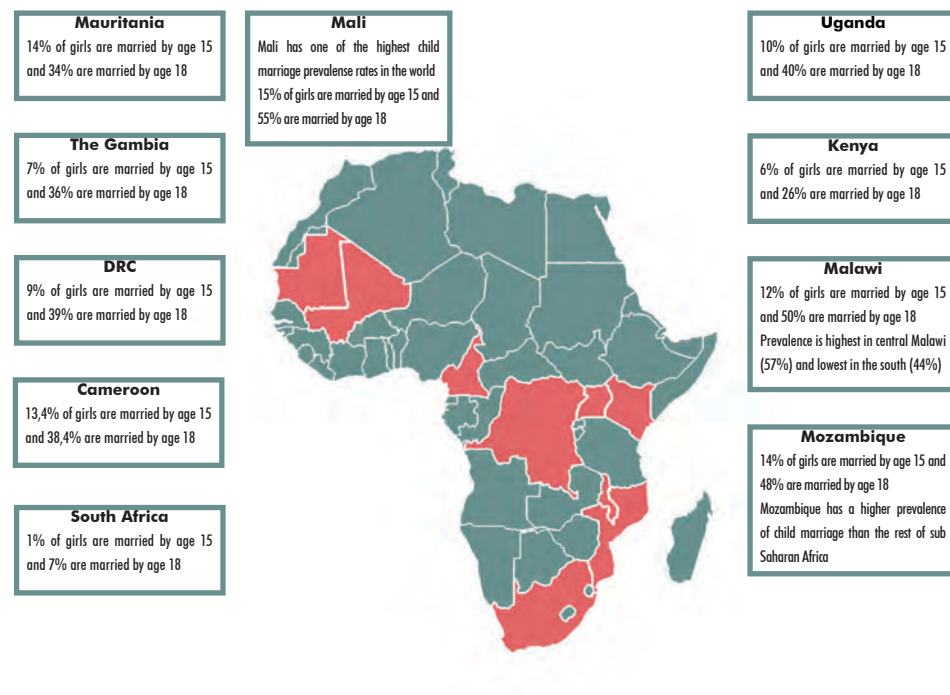 Mauritania
14% of girls are married by age 15
and 34% are married by age 18
Mali
Mali has one of the highest child
marriage prevalense rates in the world
15% of girls are married by age 15 and
55% are married by age 18
Uganda
10% of girls are married by age 15
and 40% are married by age 18
The Gambia
7% of girls are married by age 15
and 36% are married by age 18
Kenya
6% of girls are married by age 15
and 26% are married by age 18
DRC
9% of girls are married by age 15
and 39% are married by age 18
Malawi
12% of girls are married by age 15
and 50% are married by age 18
Prevalence is highest in central Malawi
(57%) and lowest in the south (44%)
Cameroon
13,4% of girls are married by age 15
and 38,4% are married by age 18
Mozambique
14% of girls are married by age 15 and
48% are married by age 18
Mozambique has a higher prevalence
of child marriage than the rest of sub
Saharan Africa
South Africa
1% of girls are married by age 15
and 7% are married by age 18